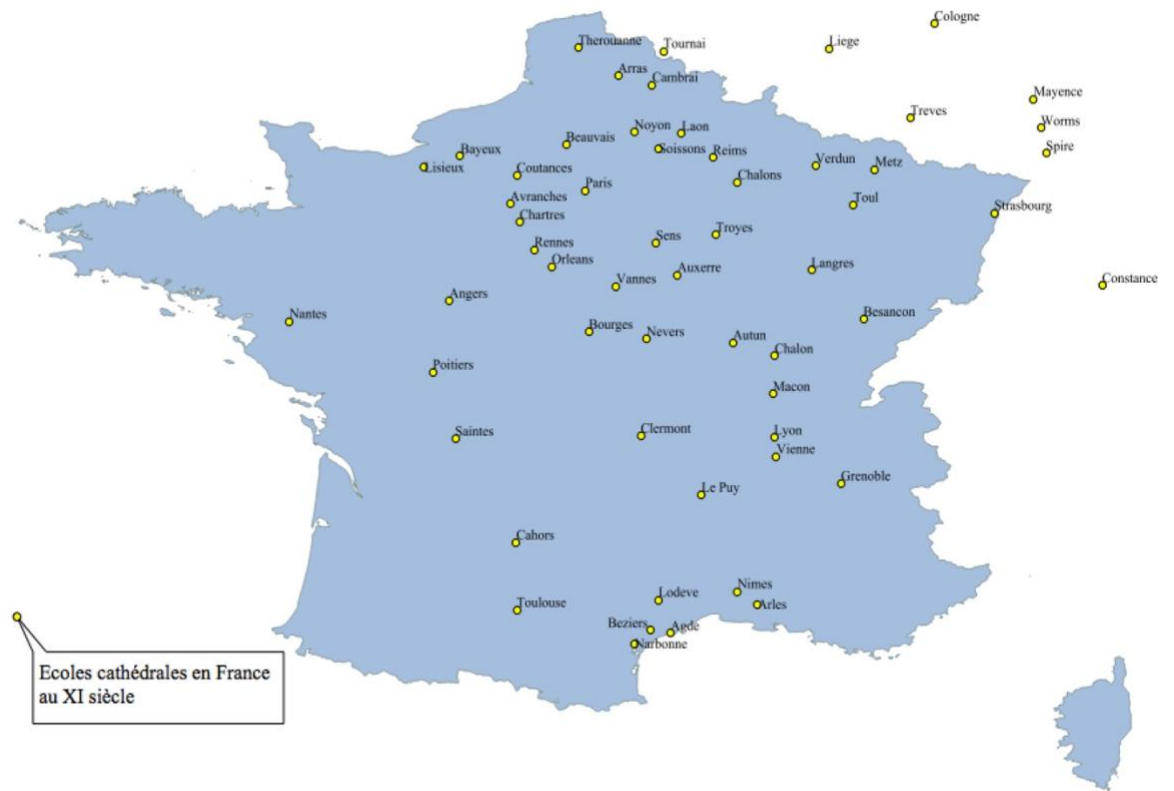 Cologne
Therouanne
Tournai
Liege
Arras
Cambrai
Mayence
Treves
Worms
Noyon
Laon
Beauvais
Soissons
Reims
Spire
Bayeux
Lisieux
Verdun
Metz
Coutances
Chalons
Paris
Avranches
Toul
Strasbourg
Chartres
Troyes
Sens
Rennes
Orleans
Langres
Auxerre
Vannes
Constance
Angers
Nantes
Besancon
Bourges
Nevers
Autun
Chalon
Poitiers
Macon
Clermont
Lyon
Saintes
Vienne
Grenoble
Le Puy
Cahors
Nimes
Lodeve
Arles
Toulouse
Beziers
Agde
Narbonne
Ecoles cathédrales en France
au XI siècle